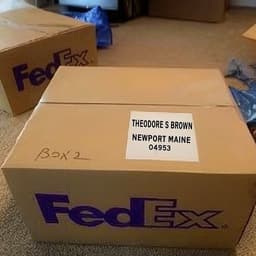 FedEx
THEODORE S BROWN
NEWPORT MAINE
04953
BOX 2
FedEx